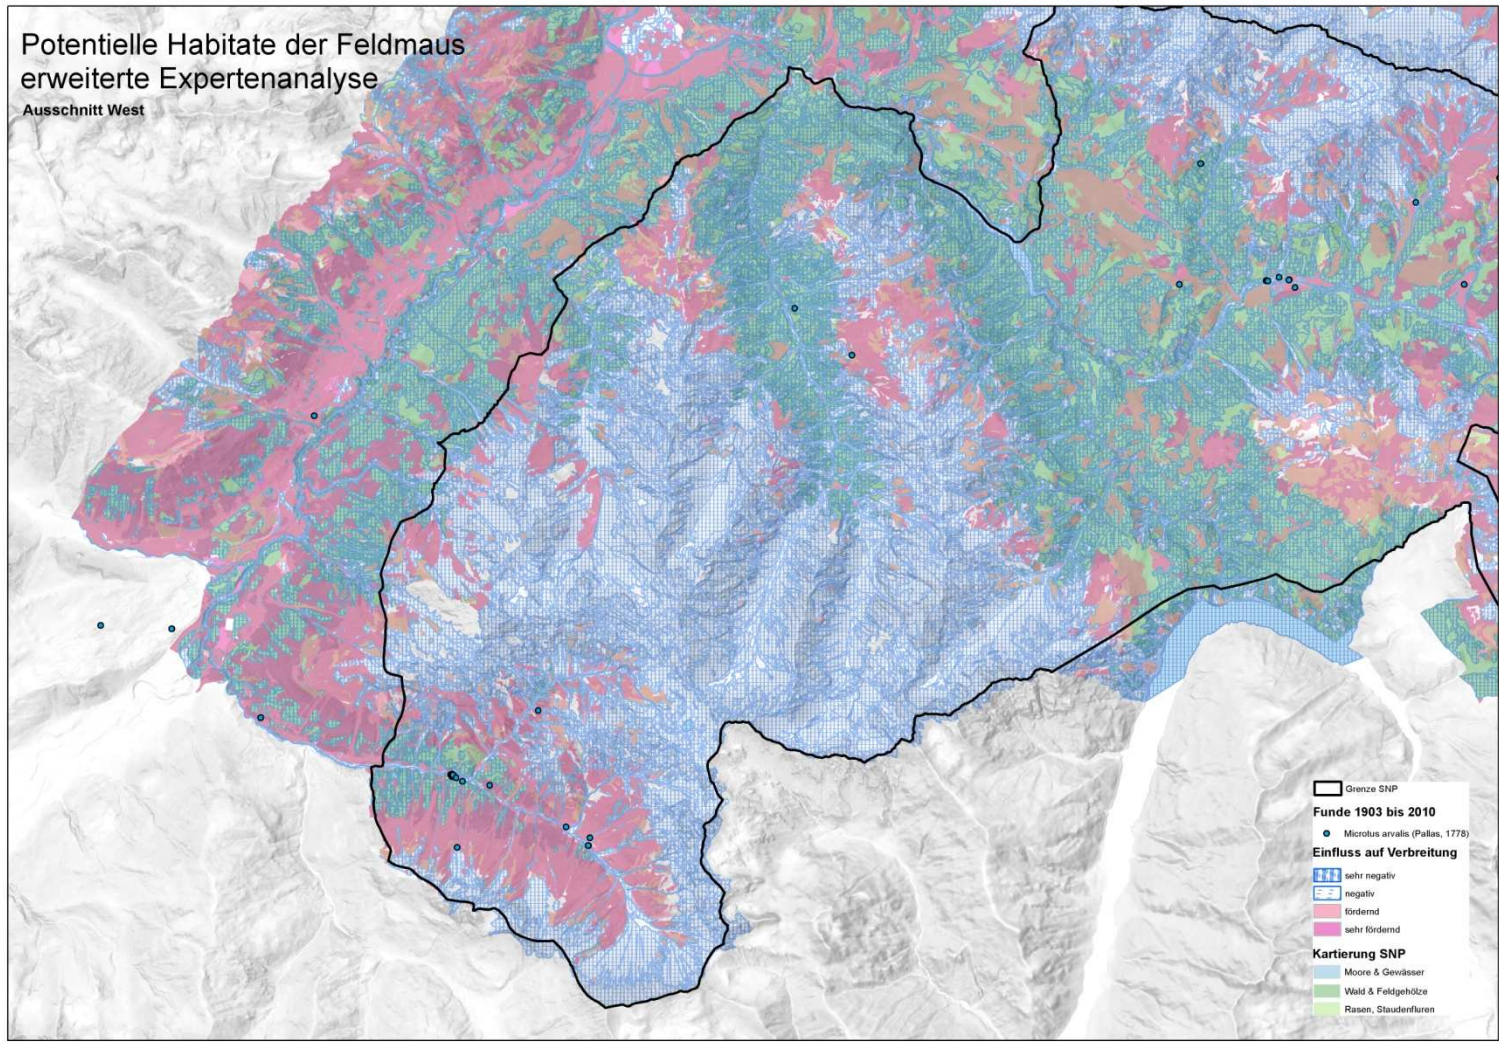 Potentielle Habitate der Feldmaus
erweiterte Expertenanalyse
Ausschnitt West
Grenze SNP
Funde 1903 bis 2010
Microtus arvalis (Pallas, 1778)
Einfluss auf Verbreitung
sehr negativ
negativ
fördernd
sehr fördernd
Kartierung SNP
Moore & Gewässer
Wald & Feldgehölze
Rasen, Staudenfluren